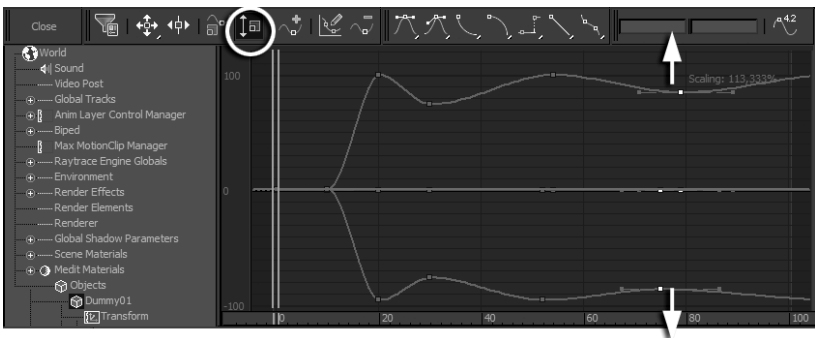 Close
4.2
World
Sound
Video Post
Global Tracks
Anim Layer Control Manager
Biped
Max MotionClip Manager
Raytrace Engine Globals
Environment
Render Effects
Render Elements
Renderer
Global Shadow Parameters
Scene Materials
Medit Materials
Objects
Dummy01
Transform
100
Scaling: 113,333%
0
-100
0 20 40 60 80 100